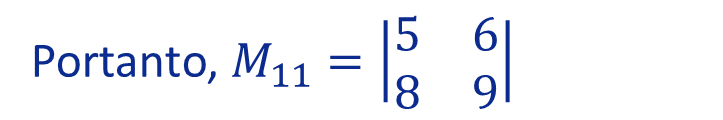 Portanto, M₁₁ = |5 6|
|8 9|